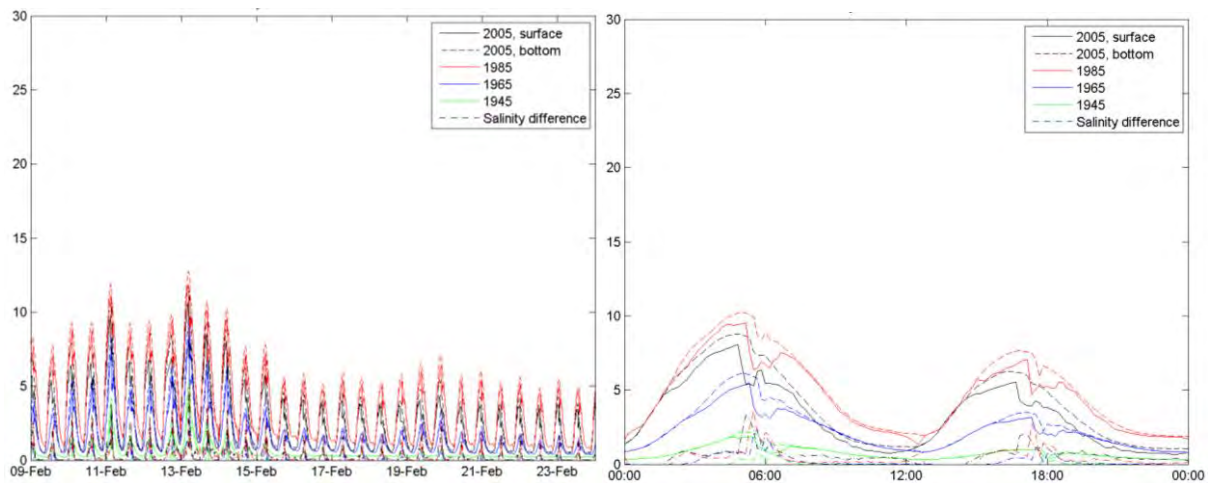 30
25
20
15
10
5
0
09-Feb 11-Feb 13-Feb 15-Feb 17-Feb 19-Feb 21-Feb 23-Feb
2005, surface
2005, bottom
1985
1965
1945
Salinity difference
30
25
20
15
10
5
0
00:00 06:00 12:00 18:00 00:00
2005, surface
2005, bottom
1985
1965
1945
Salinity difference